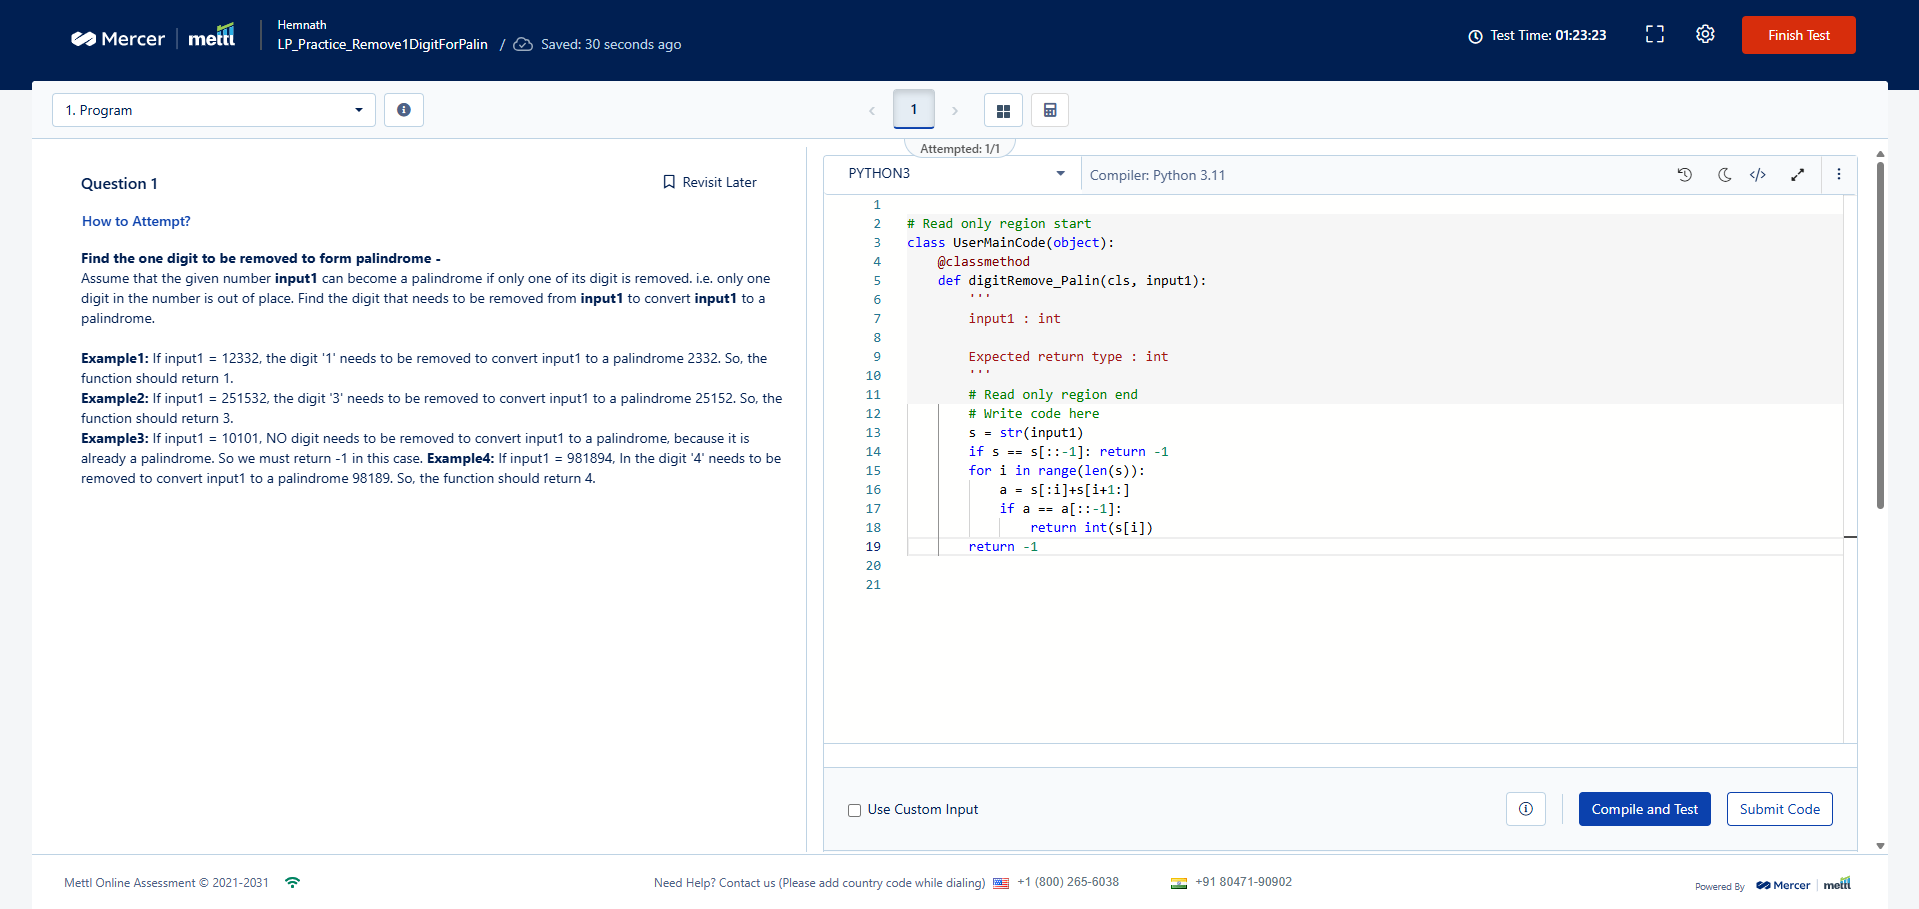 Mercer mettl
Hemnath
LP_Practice_Remove1DigitForPalin / Saved: 30 seconds ago
Test Time: 01:23:23
Finish Test
1. Program
1
Attempted: 1/1
Question 1
Revisit Later
How to Attempt?
Find the one digit to be removed to form palindrome -
Assume that the given number input1 can become a palindrome if only one of its digit is removed. i.e. only one
digit in the number is out of place. Find the digit that needs to be removed from input1 to convert input1 to a
palindrome.
Example1: If input1 = 12332, the digit '1' needs to be removed to convert input1 to a palindrome 2332. So, the
function should return 1.
Example2: If input1 = 251532, the digit '3' needs to be removed to convert input1 to a palindrome 25152. So, the
function should return 3.
Example3: If input1 = 10101, NO digit needs to be removed to convert input1 to a palindrome, because it is
already a palindrome. So we must return -1 in this case. Example4: If input1 = 981894, In the digit '4' needs to be
removed to convert input1 to a palindrome 98189. So, the function should return 4.
PYTHON3
Compiler: Python 3.11
1
2 # Read only region start
3 class UserMainCode(object):
4     @classmethod
5     def digitRemove_Palin(cls, input1):
6         '''
7         input1 : int
8
9         Expected return type : int
10         '''
11         # Read only region end
12         # Write code here
13         s = str(input1)
14         if s == s[::-1]: return -1
15         for i in range(len(s)):
16             a = s[:i]+s[i+1:]
17             if a == a[::-1]:
18                 return int(s[i])
19         return -1
20
21
Use Custom Input
Compile and Test
Submit Code
Mettl Online Assessment © 2021-2031
Need Help? Contact us (Please add country code while dialing) +1 (800) 265-6038
+91 80471-90902
Powered By Mercer mettl